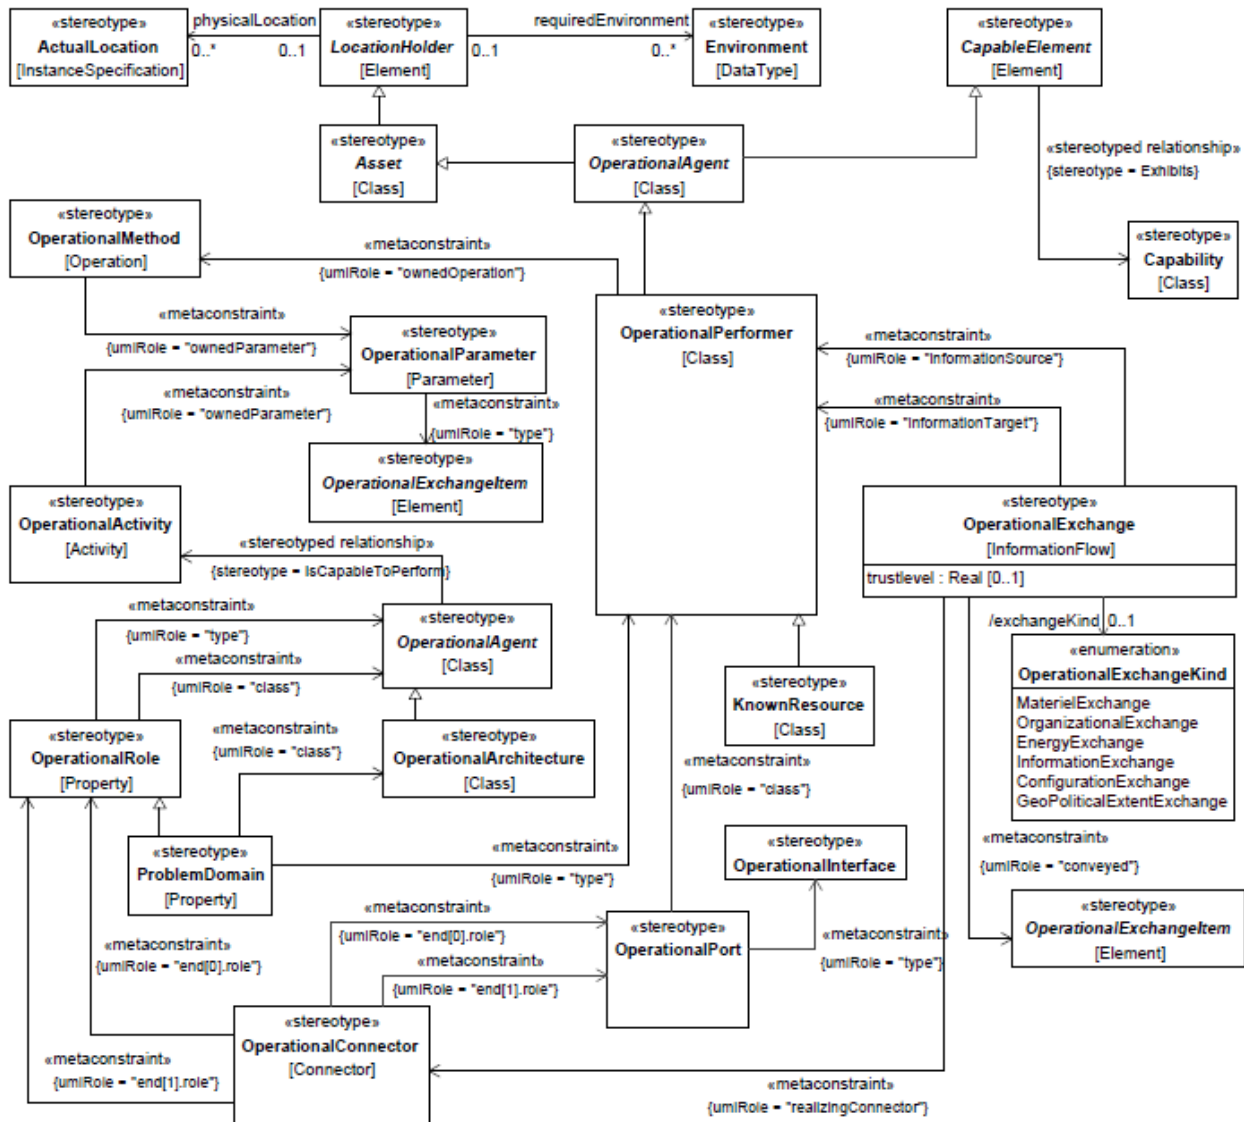 «stereotype»
ActualLocation
[InstanceSpecification]
physicalLocation
0..*
0..1
«stereotype»
LocationHolder
[Element]
requiredEnvironment
0..1
0..*
«stereotype»
Environment
[DataType]
«stereotype»
CapableElement
[Element]
«stereotype»
Asset
[Class]
«stereotype»
OperationalAgent
[Class]
«stereotyped relationship»
{stereotype = Exhibits}
«stereotype»
OperationalMethod
[Operation]
«metaconstraint»
{umlRole = "ownedOperation"}
«stereotype»
Capability
[Class]
«metaconstraint»
{umlRole = "ownedParameter"}
«stereotype»
OperationalParameter
[Parameter]
«stereotype»
OperationalPerformer
[Class]
«metaconstraint»
{umlRole = "InformationSource"}
«metaconstraint»
{umlRole = "ownedParameter"}
«metaconstraint»
{umlRole = "type"}
«metaconstraint»
{umlRole = "InformationTarget"}
«stereotype»
OperationalExchangeItem
[Element]
«stereotype»
OperationalActivity
[Activity]
«stereotype»
OperationalExchange
[InformationFlow]
trustlevel : Real [0..1]
«stereotyped relationship»
{stereotype = IsCapableToPerform}
«metaconstraint»
{umlRole = "type"}
«stereotype»
OperationalAgent
[Class]
/exchangeKind
0..1
«metaconstraint»
{umlRole = "class"}
«enumeration»
OperationalExchangeKind
MaterielExchange
OrganizationalExchange
EnergyExchange
InformationExchange
ConfigurationExchange
GeoPoliticalExtentExchange
«stereotype»
KnownResource
[Class]
«stereotype»
OperationalRole
[Property]
«metaconstraint»
{umlRole = "class"}
«stereotype»
OperationalArchitecture
[Class]
«metaconstraint»
{umlRole = "class"}
«stereotype»
ProblemDomain
[Property]
«metaconstraint»
{umlRole = "type"}
«stereotype»
OperationalInterface
«metaconstraint»
{umlRole = "conveyed"}
«metaconstraint»
{umlRole = "end[0].role"}
«metaconstraint»
{umlRole = "end[0].role"}
«stereotype»
OperationalPort
«metaconstraint»
{umlRole = "type"}
«stereotype»
OperationalExchangeItem
[Element]
«metaconstraint»
{umlRole = "end[1].role"}
«stereotype»
OperationalConnector
[Connector]
«metaconstraint»
{umlRole = "end[1].role"}
«metaconstraint»
{umlRole = "realizingConnector"}